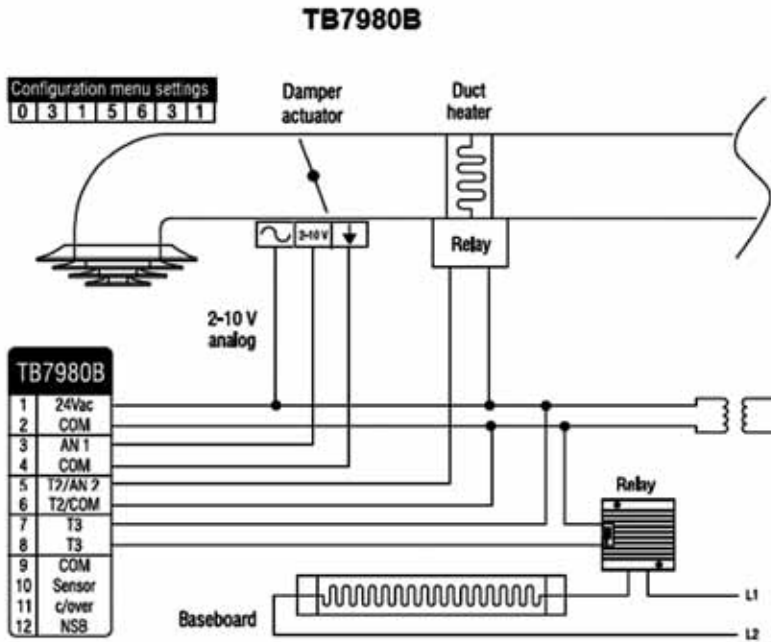 TB7980B
Configuration menu settings
0 3 1 5 6 3 1
Damper
actuator
Duct
heater
2-10 V
Relay
2-10 V
analog
TB7980B
1 24Vac
2 COM
3 AN 1
4 COM
5 T2/AN 2
6 T2/COM
7 T3
8 T3
9 COM
10 Sensor
11 c/over
12 NSB
Relay
Baseboard
L1
L2